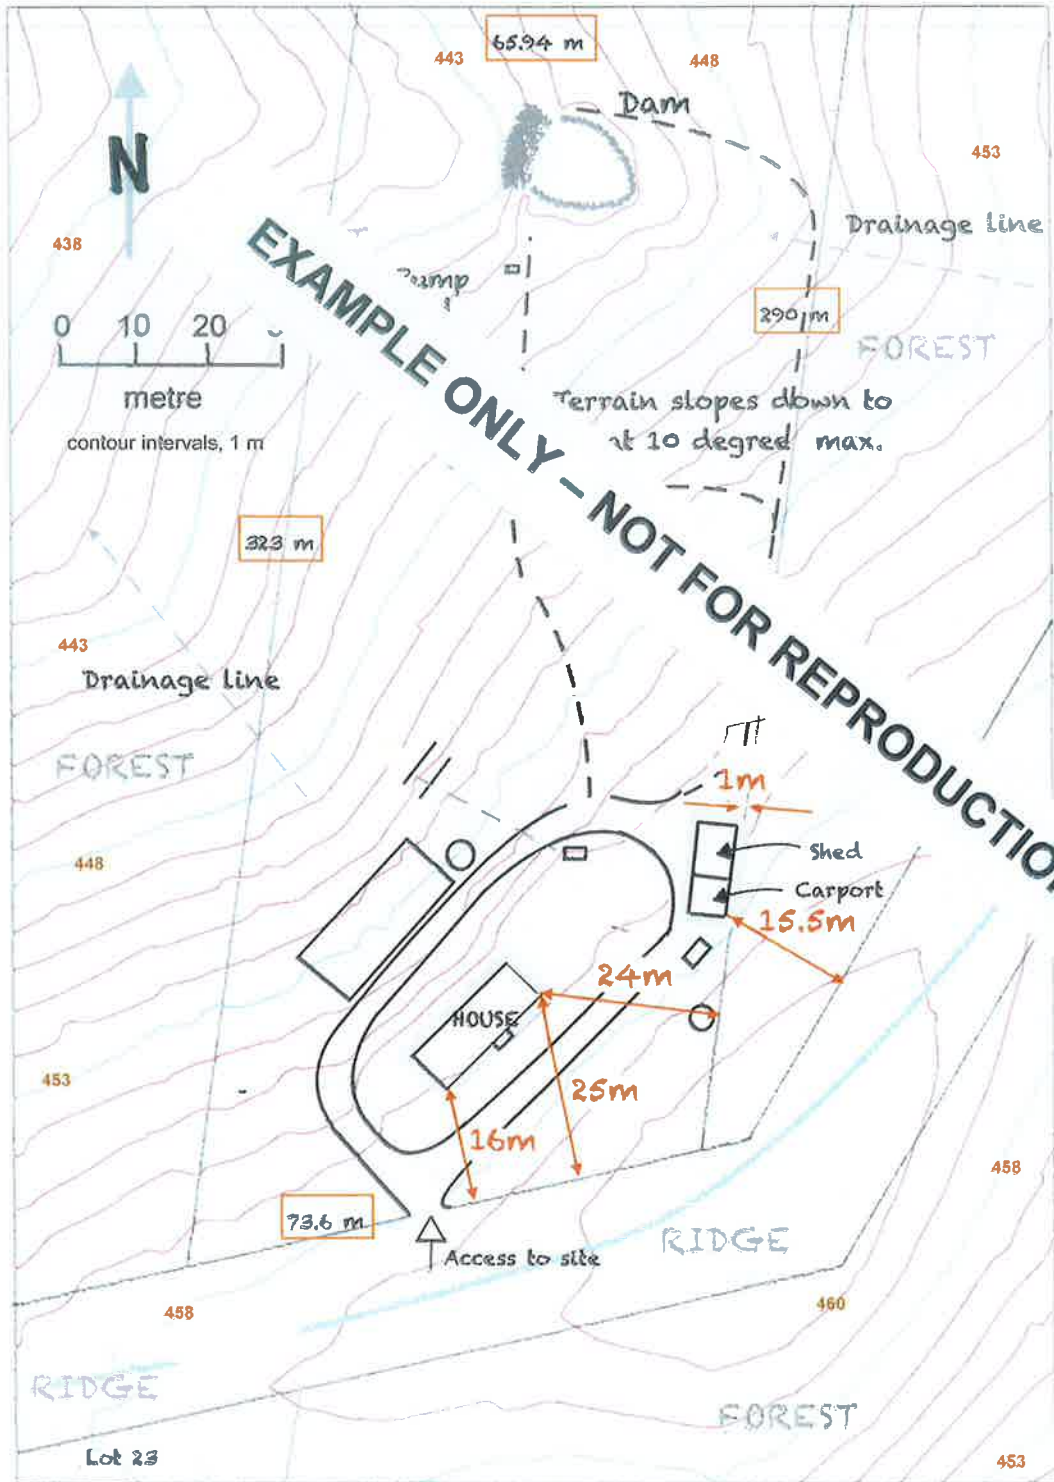 65.94 m
443
448
Dam
453
N
Drainage line
438
0 10 20
290 m
FOREST
metre
contour intervals, 1 m
Terrain slopes down to
at 10 degree max.
EXAMPLE ONLY – NOT FOR REPRODUCTION
323 m
443
Drainage line
FOREST
1m
448
Shed
Carport
15.5m
24m
HOUSE
453
25m
16m
458
73.6 m
RIDGE
Access to site
458
460
RIDGE
FOREST
Lot 23
453